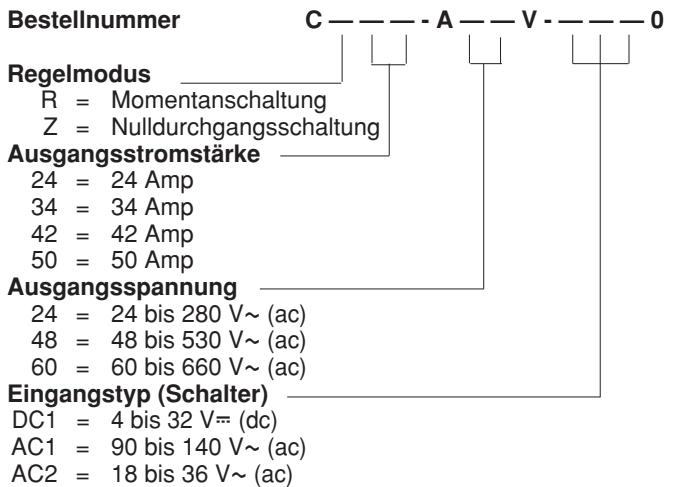 Bestellnummer C — — — - A — — V - — — — 0
Regelmodus
R = Momentanschaltung
Z = Nulldurchgangsschaltung
Ausgangsstromstärke
24 = 24 Amp
34 = 34 Amp
42 = 42 Amp
50 = 50 Amp
Ausgangsspannung
24 = 24 bis 280 V~ (ac)
48 = 48 bis 530 V~ (ac)
60 = 60 bis 660 V~ (ac)
Eingangstyp (Schalter)
DC1 = 4 bis 32 V⎓ (dc)
AC1 = 90 bis 140 V~ (ac)
AC2 = 18 bis 36 V~ (ac)